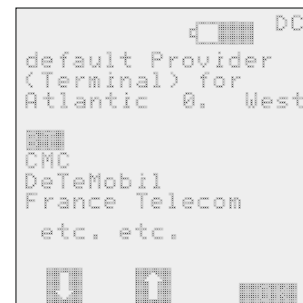 DC
default Provider
(Terminal) for
Atlantic 0. West
CMC
DeTeMobil
France Telecom
etc. etc.